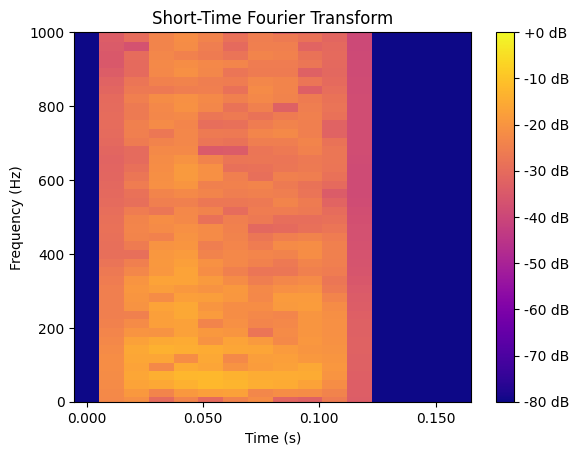 Short-Time Fourier Transform
1000
800
600
400
200
0
Frequency (Hz)
0.000
0.050
0.100
0.150
Time (s)
+0 dB
-10 dB
-20 dB
-30 dB
-40 dB
-50 dB
-60 dB
-70 dB
-80 dB